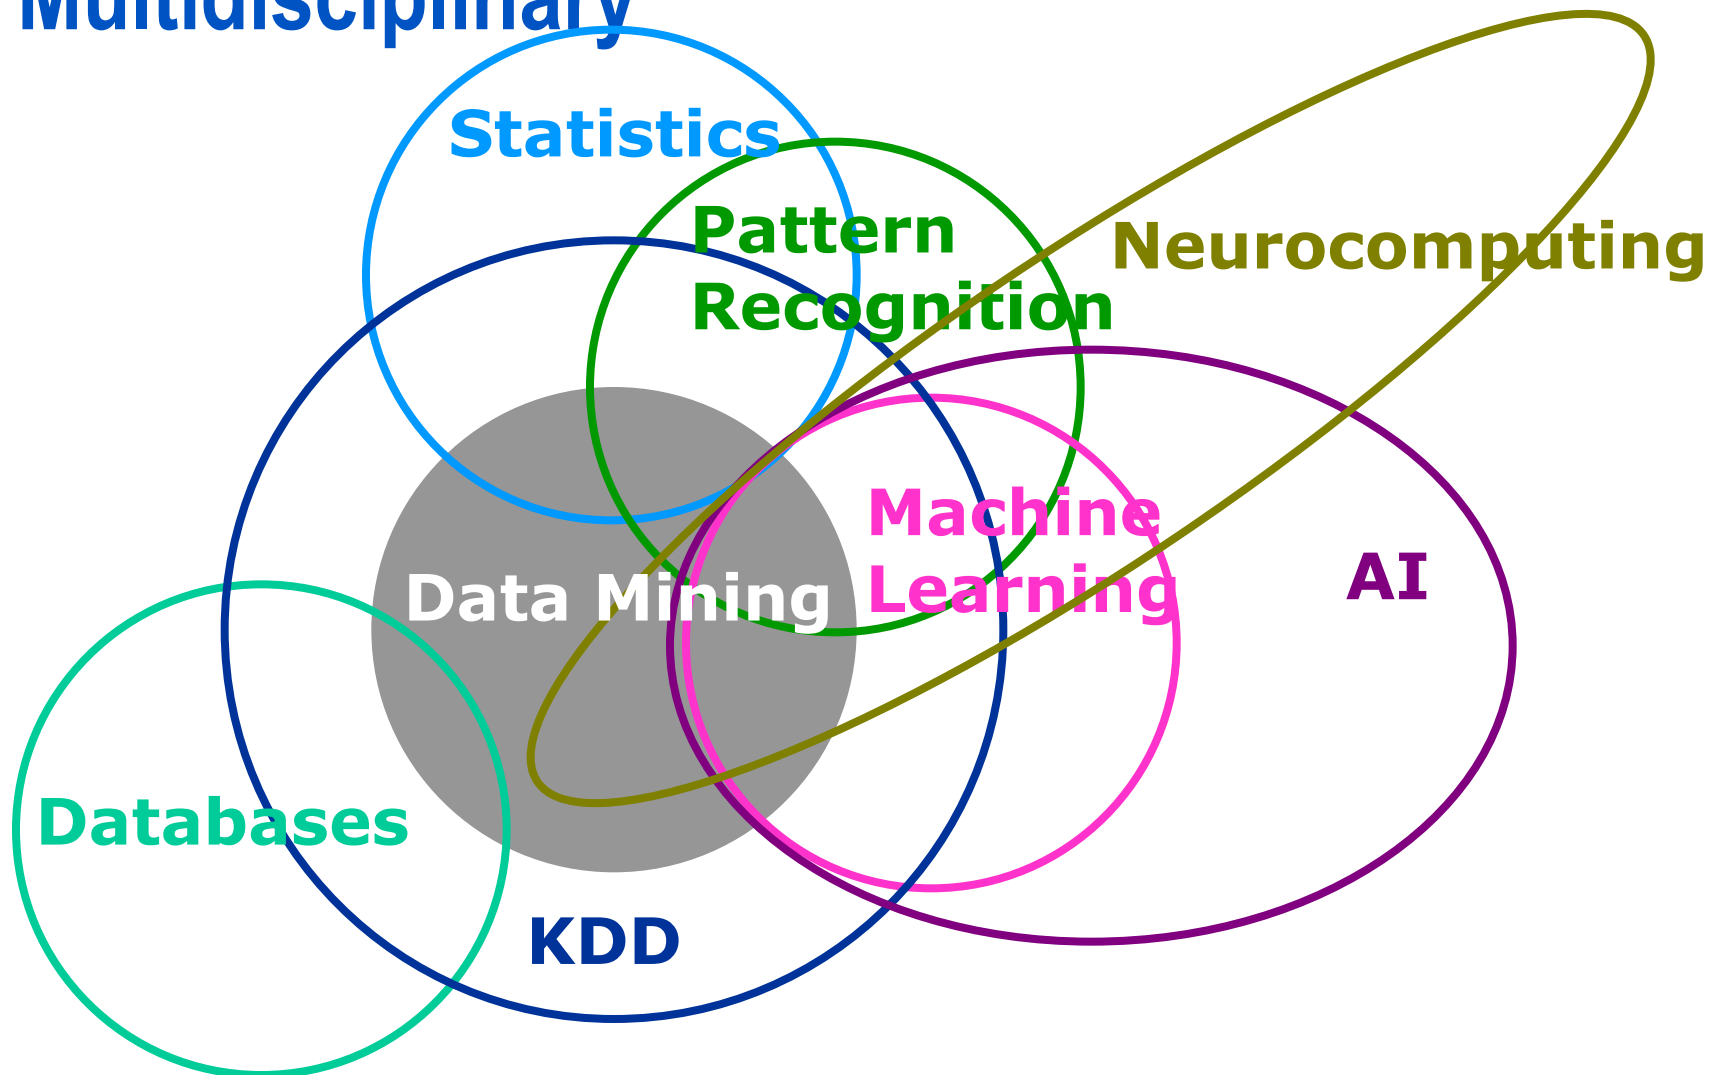 Multidisciplinary
Statistics
Pattern
Recognition
Neurocomputing
Machine
Learning
AI
Data Mining
Databases
KDD